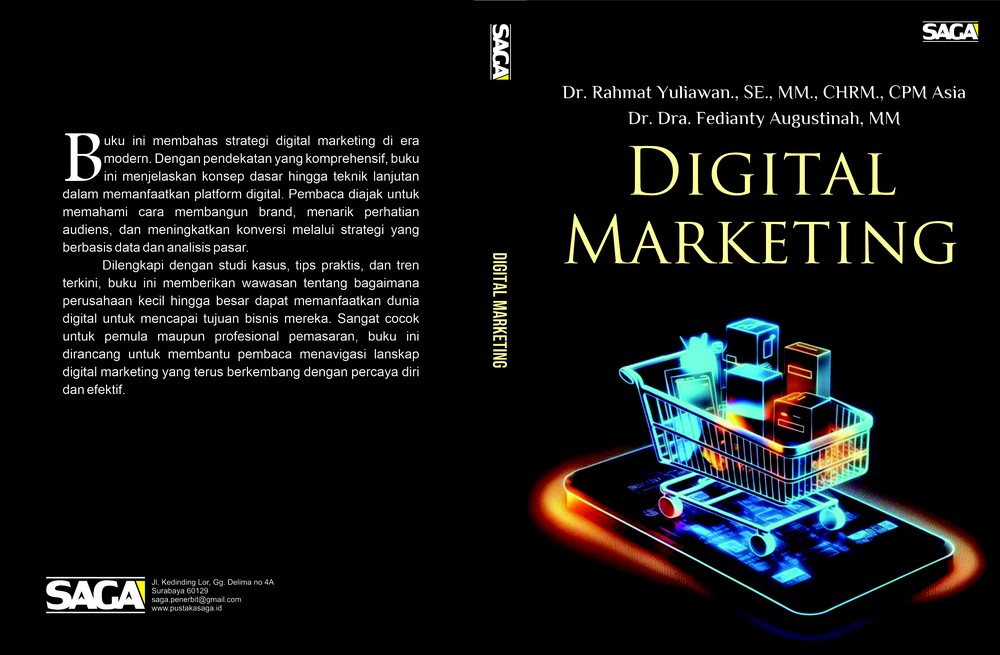 Buku ini membahas strategi digital marketing di era
modern. Dengan pendekatan yang komprehensif, buku
ini menjelaskan konsep dasar hingga teknik lanjutan
dalam memanfaatkan platform digital. Pembaca diajak untuk
memahami cara membangun brand, menarik perhatian
audiens, dan meningkatkan konversi melalui strategi yang
berbasis data dan analisis pasar.
Dilengkapi dengan studi kasus, tips praktis, dan tren
terkini, buku ini memberikan wawasan tentang bagaimana
perusahaan kecil hingga besar dapat memanfaatkan dunia
digital untuk mencapai tujuan bisnis mereka. Sangat cocok
untuk pemula maupun profesional pemasaran, buku ini
dirancang untuk membantu pembaca menavigasi lanskap
digital marketing yang terus berkembang dengan percaya diri
dan efektif.
SAGA
Jl. Kedinding Lor, Gg. Delima no 4A
Surabaya 60129
saga.penerbit@gmail.com
www.pustakasaga.id
SAGA
DIGITAL MARKETING
SAGA
Dr. Rahmat Yuliawan., SE., MM., CHRM., CPM Asia
Dr. Dra. Fedianty Augustinah, MM
DIGITAL
MARKETING